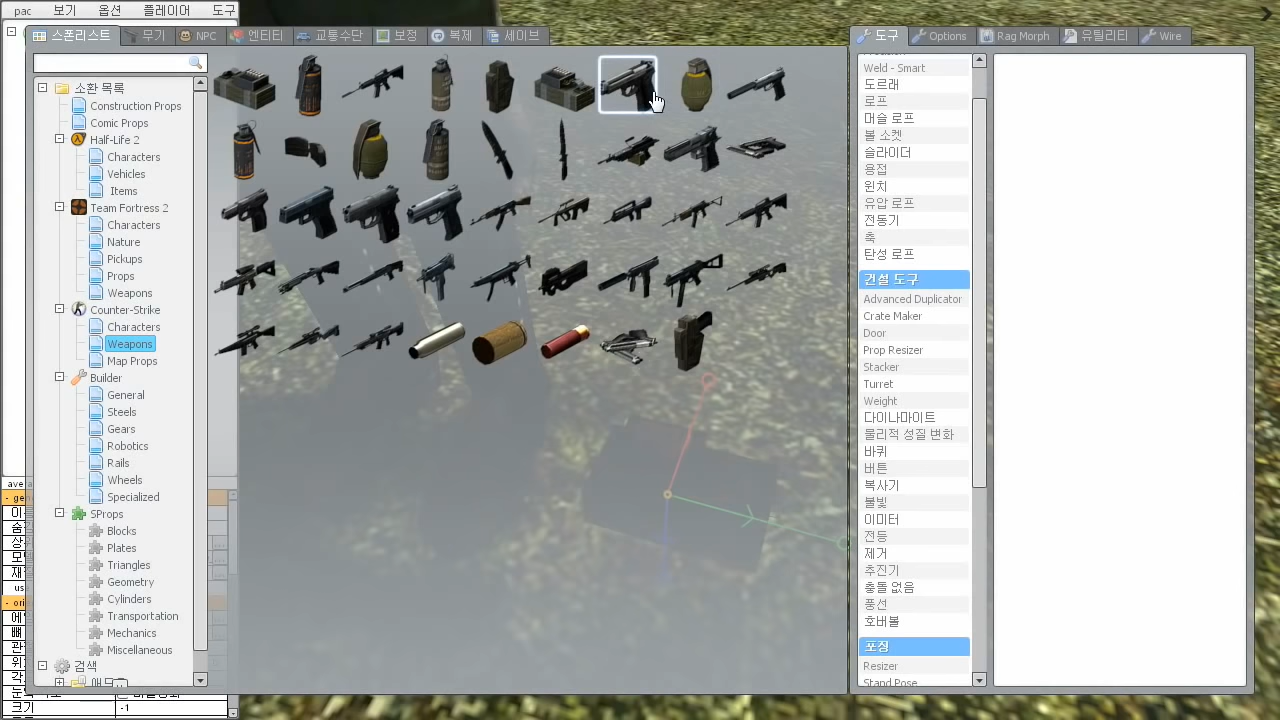 pac 보기 옵션 플레이어 도구
스폰리스트 무기 NPC 엔티티 교통수단 보정 복제 세이브
소환 목록
Construction Props
Comic Props
Half-Life 2
Characters
Vehicles
Items
Team Fortress 2
Characters
Nature
Pickups
Props
Weapons
Counter-Strike
Characters
Weapons
Map Props
Builder
General
Steels
Gears
Robotics
Rails
Wheels
Specialized
SProps
Blocks
Plates
Triangles
Geometry
Cylinders
Transportation
Mechanics
Miscellaneous
검색
크기 -1
도구 Options Rag Morph 유틸리티 Wire
Weld - Smart
도르래
로프
머슬 로프
볼 소켓
슬라이더
용접
윈치
유압 로프
전동기
축
탄성 로프
건설 도구
Advanced Duplicator
Crate Maker
Door
Prop Resizer
Stacker
Turret
Weight
다이나마이트
물리적 성질 변화
바퀴
버튼
복사기
불빛
이미터
전등
제거
추진기
충돌 없음
풍선
호버볼
포징
Resizer
Stand Pose